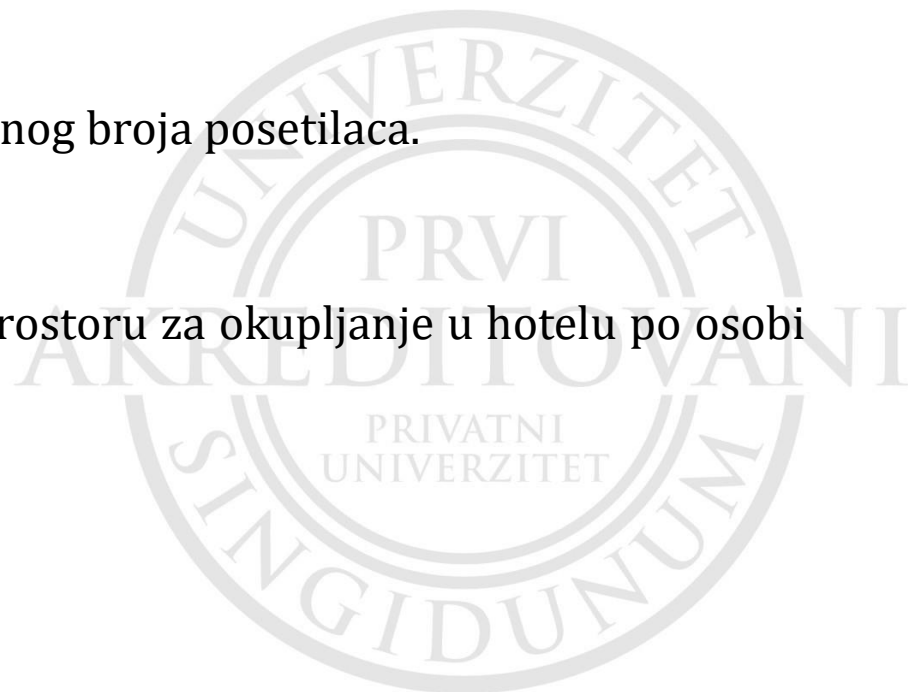 nog broja posetilaca.
rostoru za okupljanje u hotelu po osobi
UNIVERZITET
PRVI
AKREDITOVANI
PRIVATNI
UNIVERZITET
SINGIDUNUM